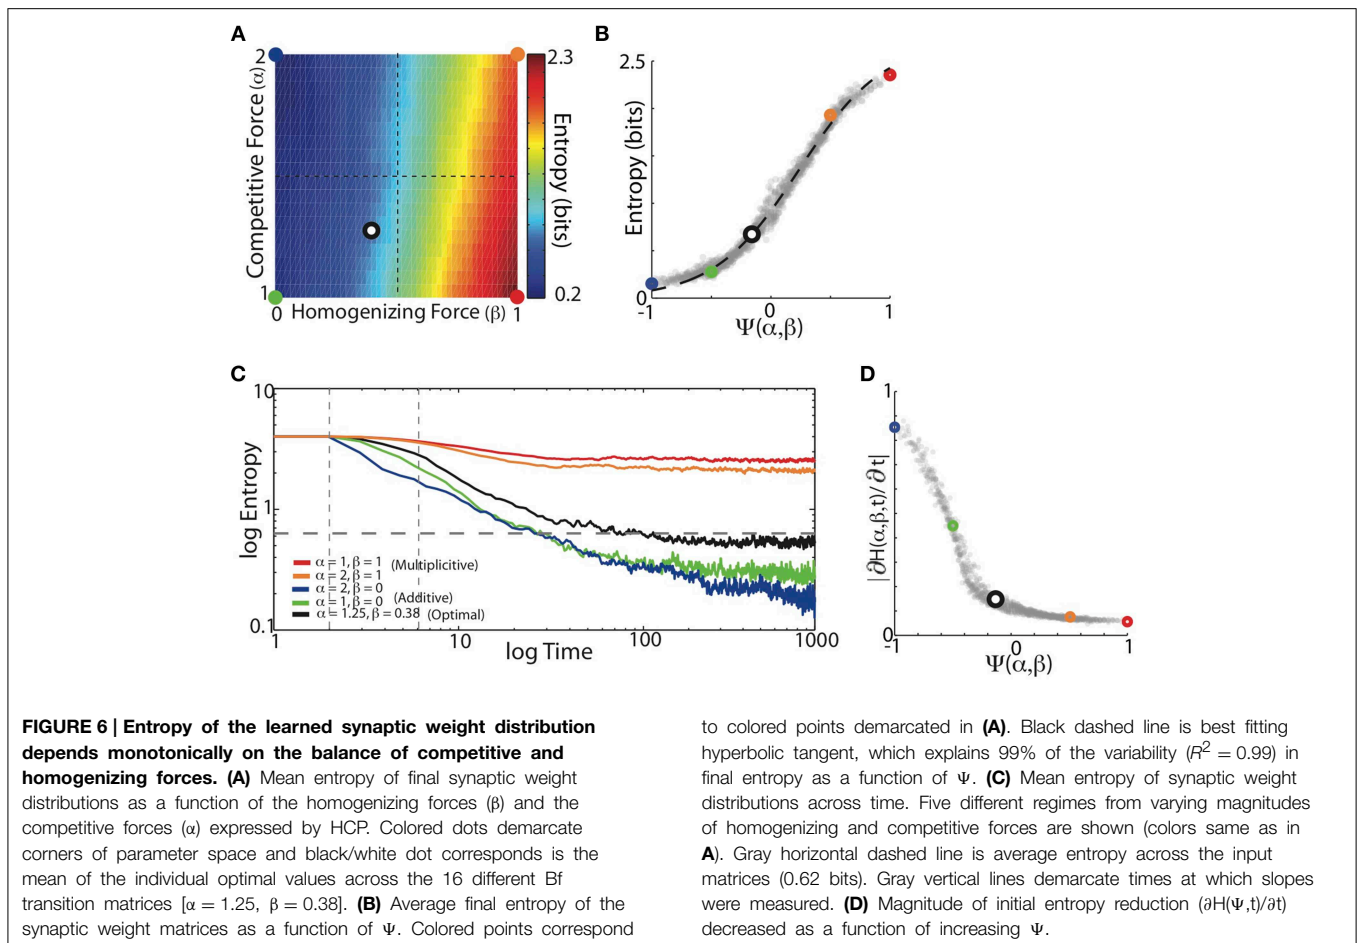 A
2
Competitive Force (α)
1
0
Homogenizing Force (β)
1
2.3
Entropy (bits)
0.2
B
2.5
Entropy (bits)
0
-1
0
1
Ψ(α,β)
C
10
log Entropy
1
0.1
α = 1, β = 1 (Multiplicitive)
α = 2, β = 1
α = 2, β = 0
(Additive)
α = 1, β = 0
α = 1.25, β = 0.38 (Optimal)
1
10
100
1000
log Time
D
1
|∂H(α,β,t)/∂t|
0
-1
0
1
Ψ(α,β)
FIGURE 6 | Entropy of the learned synaptic weight distribution
depends monotonically on the balance of competitive and
homogenizing forces. (A) Mean entropy of final synaptic weight
distributions as a function of the homogenizing forces (β) and the
competitive forces (α) expressed by HCP. Colored dots demarcate
corners of parameter space and black/white dot corresponds is the
mean of the individual optimal values across the 16 different Bf
transition matrices [α = 1.25, β = 0.38]. (B) Average final entropy of the
synaptic weight matrices as a function of Ψ. Colored points correspond
to colored points demarcated in (A). Black dashed line is best fitting
hyperbolic tangent, which explains 99% of the variability (R² = 0.99) in
final entropy as a function of Ψ. (C) Mean entropy of synaptic weight
distributions across time. Five different regimes from varying magnitudes
of homogenizing and competitive forces are shown (colors same as in
A). Gray horizontal dashed line is average entropy across the input
matrices (0.62 bits). Gray vertical lines demarcate times at which slopes
were measured. (D) Magnitude of initial entropy reduction (∂H(Ψ,t)/∂t)
decreased as a function of increasing Ψ.